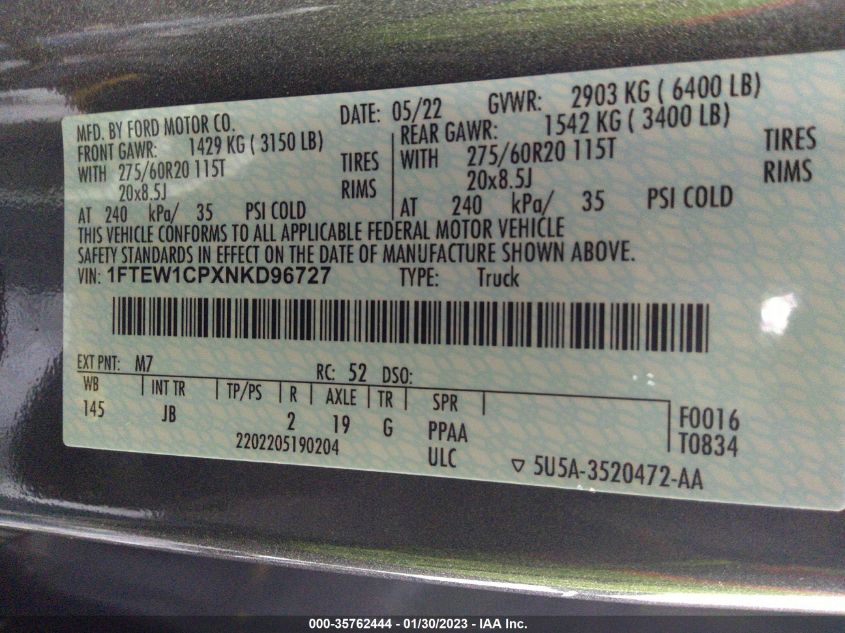 MFD. BY FORD MOTOR CO. DATE: 05/22 GVWR: 2903 KG ( 6400 LB)
FRONT GAWR: 1429 KG ( 3150 LB) REAR GAWR: 1542 KG ( 3400 LB)
WITH 275/60R20 115T TIRES WITH 275/60R20 115T TIRES
20x8.5J RIMS 20x8.5J RIMS
AT 240 kPa/ 35 PSI COLD AT 240 kPa/ 35 PSI COLD
THIS VEHICLE CONFORMS TO ALL APPLICABLE FEDERAL MOTOR VEHICLE
SAFETY STANDARDS IN EFFECT ON THE DATE OF MANUFACTURE SHOWN ABOVE.
VIN: 1FTEW1CPXNKD96727 TYPE: Truck
EXT PNT: M7 RC: 52 DSO:
WB INT TR TP/PS R AXLE TR SPR
145 JB 2 19 G PPAA F0016
2202205190204 ULC T0834
5U5A-3520472-AA
000-35762444 - 01/30/2023 - IAA Inc.